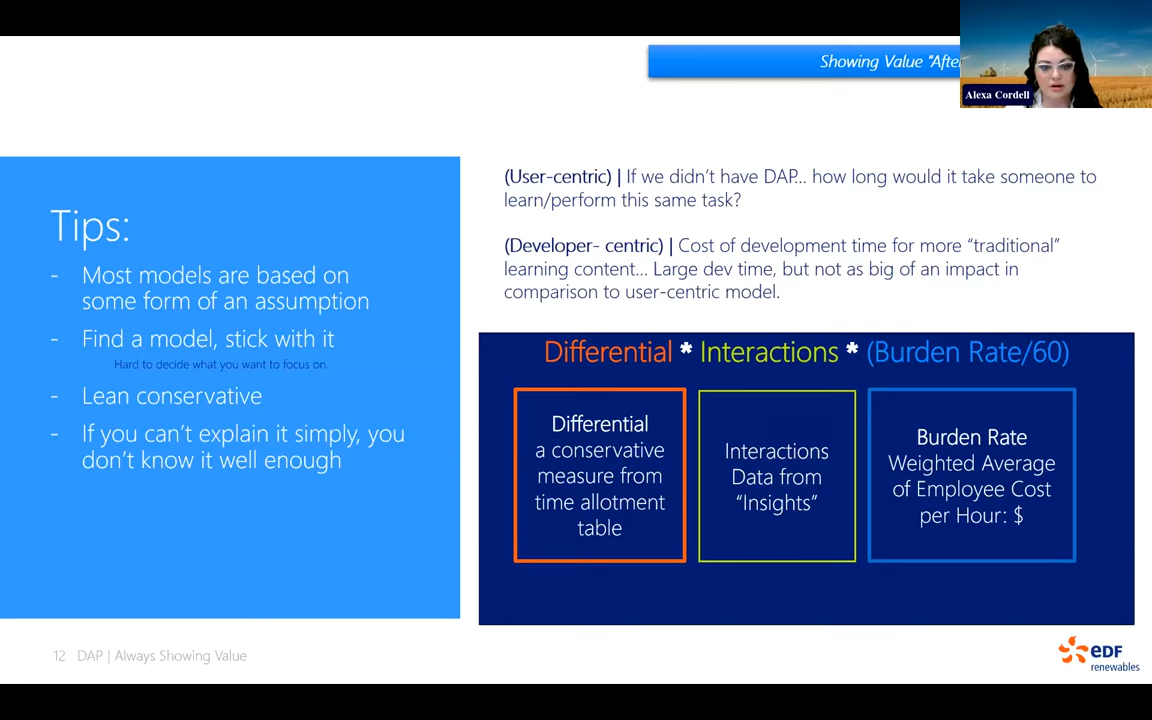 Showing Value "Afte
Alexa Cordell
Tips:
- Most models are based on
some form of an assumption
- Find a model, stick with it
Hard to decide what you want to focus on.
- Lean conservative
- If you can't explain it simply, you
don't know it well enough
(User-centric) | If we didn't have DAP... how long would it take someone to
learn/perform this same task?
(Developer- centric) | Cost of development time for more "traditional"
learning content... Large dev time, but not as big of an impact in
comparison to user-centric model.
Differential * Interactions * (Burden Rate/60)
Differential
a conservative
measure from
time allotment
table
Interactions
Data from
"Insights"
Burden Rate
Weighted Average
of Employee Cost
per Hour: $
12 DAP | Always Showing Value
edf
renewables